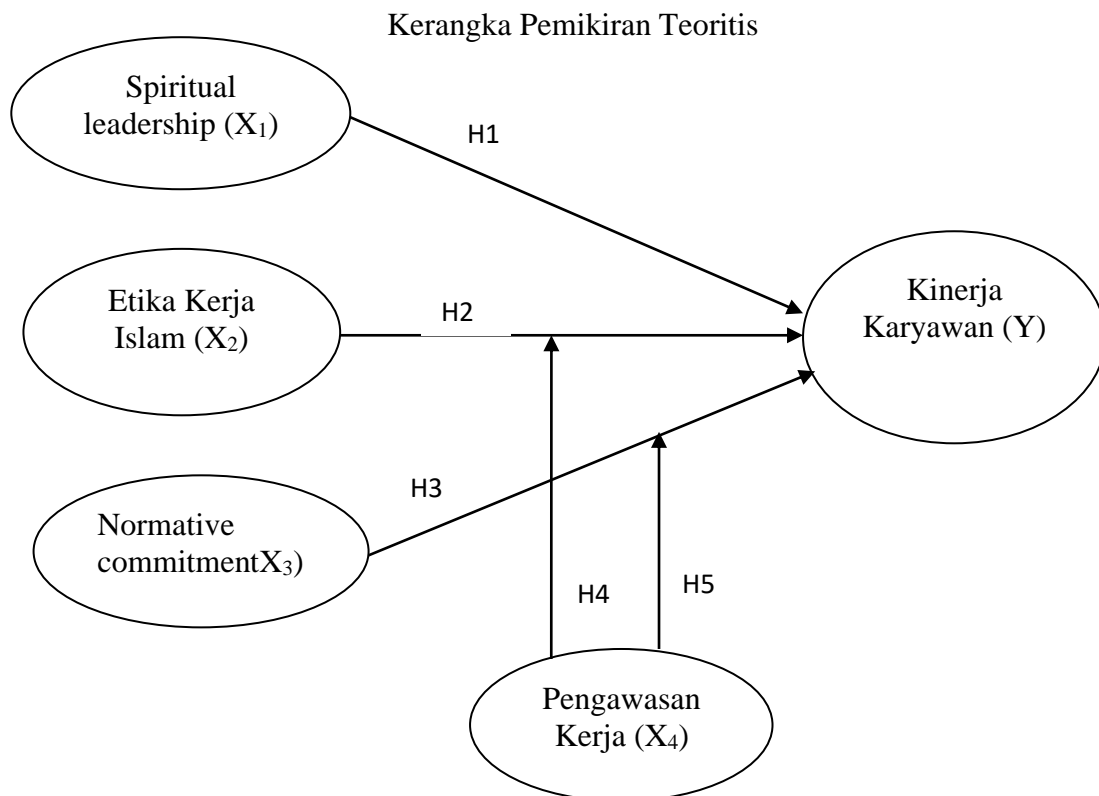 Kerangka Pemikiran Teoritis
Spiritual
leadership (X₁)
H1
Etika Kerja
Islam (X₂)
H2
Kinerja
Karyawan (Y)
Normative
commitmentX₃)
H3
H4
H5
Pengawasan
Kerja (X₄)